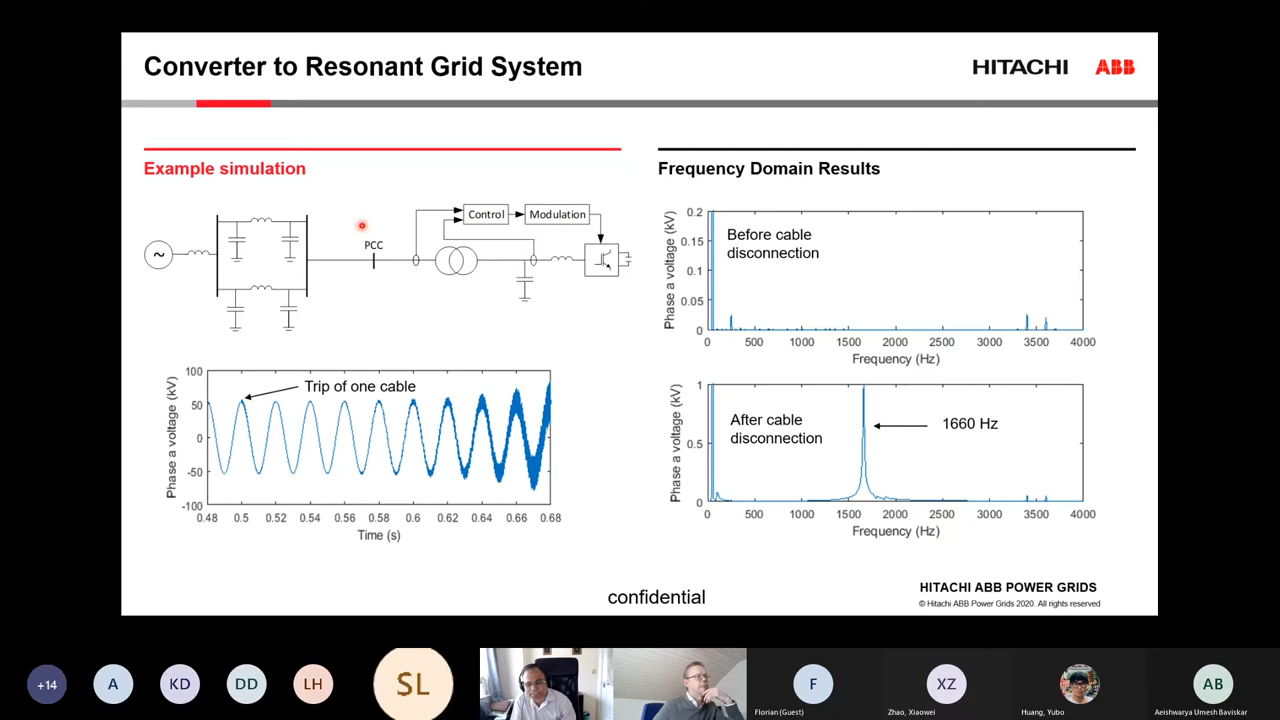 Converter to Resonant Grid System
HITACHI ABB
Example simulation
Control
Modulation
PCC
~
100
50
0
-50
-100
Phase a voltage (kV)
Trip of one cable
0.48 0.5 0.52 0.54 0.56 0.58 0.6 0.62 0.64 0.66 0.68
Time (s)
Frequency Domain Results
0.2
0.15
0.1
0.05
0
Phase a voltage (kV)
Before cable
disconnection
0 500 1000 1500 2000 2500 3000 3500 4000
Frequency (Hz)
1
0.5
0
Phase a voltage (kV)
After cable
disconnection
1660 Hz
0 500 1000 1500 2000 2500 3000 3500 4000
Frequency (Hz)
confidential
HITACHI ABB POWER GRIDS
© Hitachi ABB Power Grids 2020. All rights reserved
+14
A
KD
DD
LH
SL
F
Florian (Guest)
XZ
Zhao, Xiaowei
Huang, Yubo
AB
Aeishwarya Umesh Baviskar